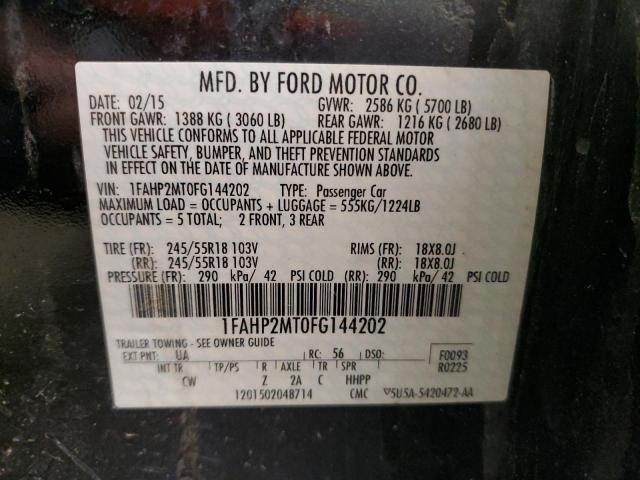 MFD. BY FORD MOTOR CO.
DATE: 02/15 GVWR: 2586 KG ( 5700 LB)
FRONT GAWR: 1388 KG ( 3060 LB) REAR GAWR: 1216 KG ( 2680 LB)
THIS VEHICLE CONFORMS TO ALL APPLICABLE FEDERAL MOTOR
VEHICLE SAFETY, BUMPER, AND THEFT PREVENTION STANDARDS
IN EFFECT ON THE DATE OF MANUFACTURE SHOWN ABOVE.
VIN: 1FAHP2MT0FG144202 TYPE: Passenger Car
MAXIMUM LOAD = OCCUPANTS + LUGGAGE = 555KG/1224LB
OCCUPANTS = 5 TOTAL; 2 FRONT, 3 REAR
TIRE (FR): 245/55R18 103V RIMS (FR): 18X8.0J
(RR): 245/55R18 103V (RR): 18X8.0J
PRESSURE (FR): 290 kPa/ 42 PSI COLD (RR): 290 kPa/ 42 PSI COLD
1FAHP2MT0FG144202
TRAILER TOWING - SEE OWNER GUIDE
EXT PNT: UA RC: 56 DSO: F0093
INT TR TP/PS R AXLE TR SPR R0225
CW Z 2A C HHPP
1201502048714 CMC 5U5A-5420472-AA